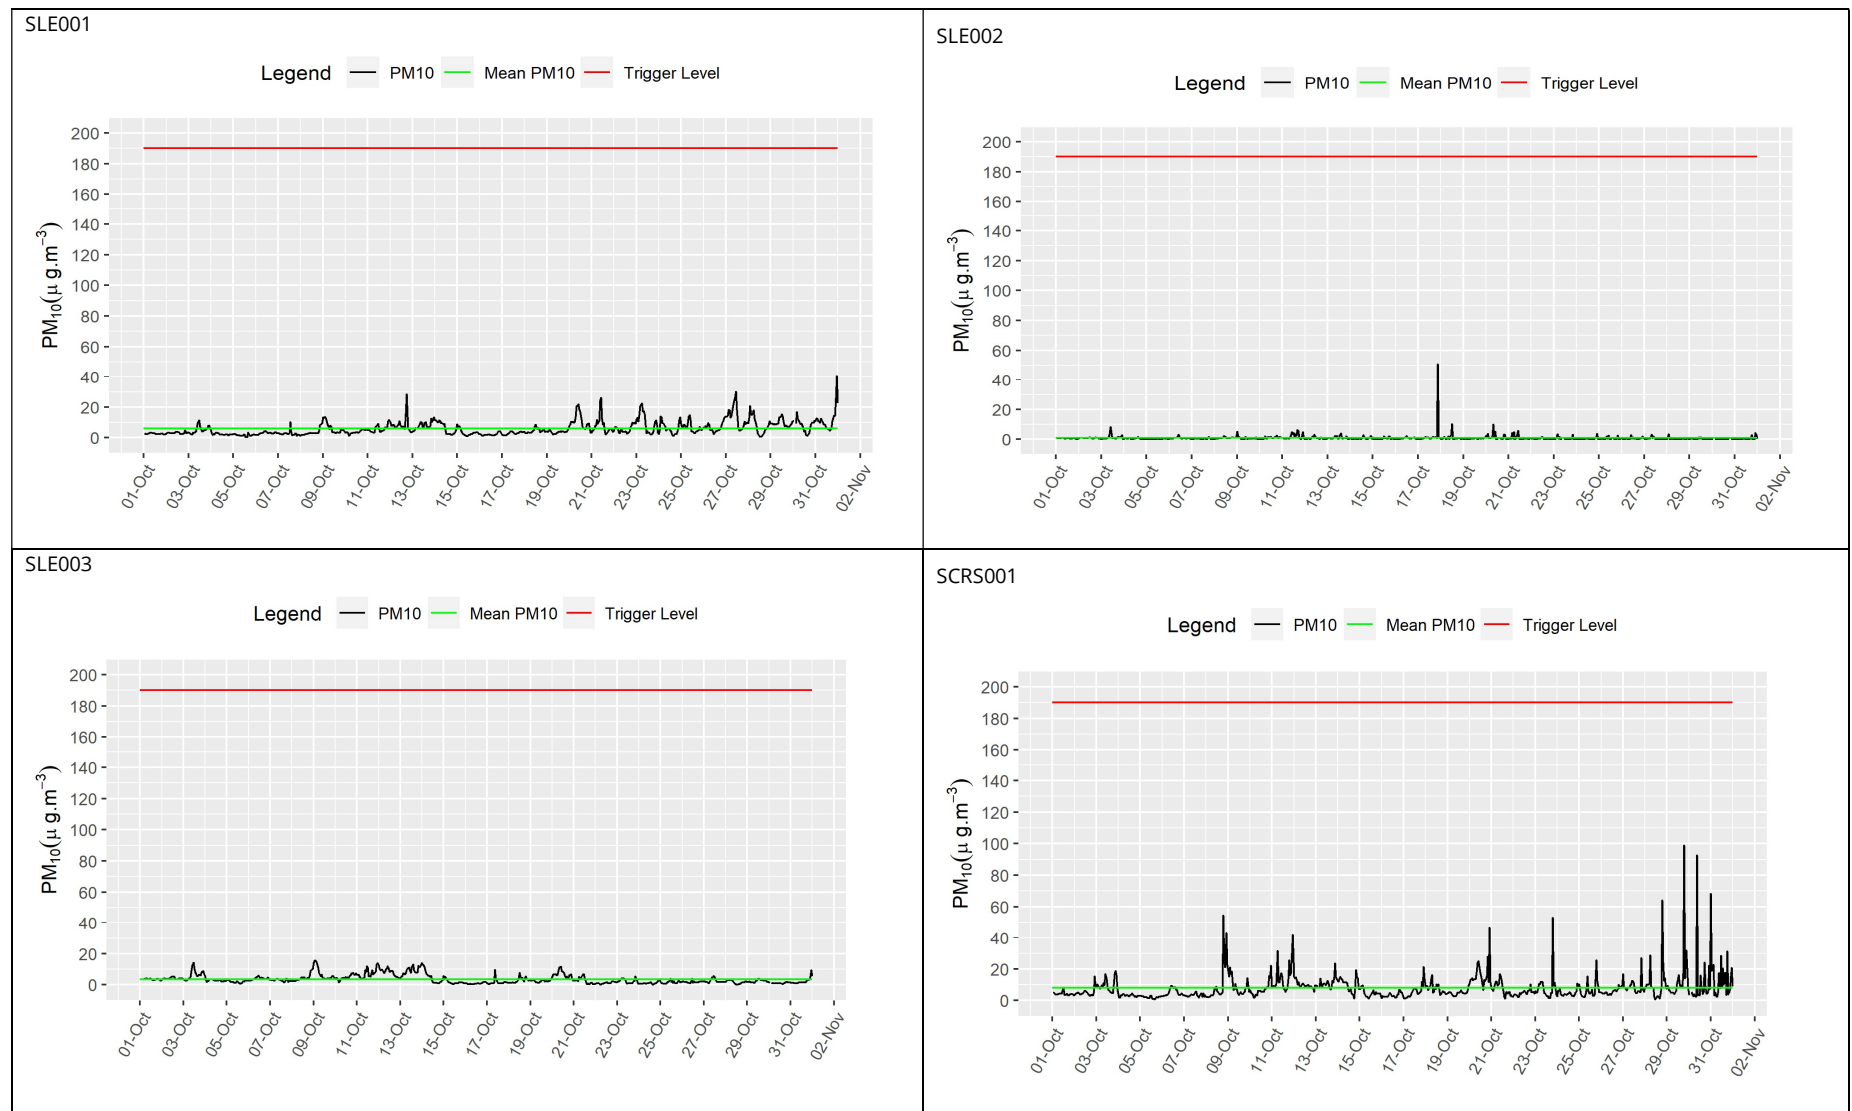 SLE001
Legend PM10 Mean PM10 Trigger Level
200
180
160
140
120
100
80
60
40
20
0
PM10(μ g.m−3)
01-Oct 03-Oct 05-Oct 07-Oct 09-Oct 11-Oct 13-Oct 15-Oct 17-Oct 19-Oct 21-Oct 23-Oct 25-Oct 27-Oct 29-Oct 31-Oct 02-Nov
SLE002
Legend PM10 Mean PM10 Trigger Level
200
180
160
140
120
100
80
60
40
20
0
PM10(μ g.m−3)
01-Oct 03-Oct 05-Oct 07-Oct 09-Oct 11-Oct 13-Oct 15-Oct 17-Oct 19-Oct 21-Oct 23-Oct 25-Oct 27-Oct 29-Oct 31-Oct 02-Nov
SLE003
Legend PM10 Mean PM10 Trigger Level
200
180
160
140
120
100
80
60
40
20
0
PM10(μ g.m−3)
01-Oct 03-Oct 05-Oct 07-Oct 09-Oct 11-Oct 13-Oct 15-Oct 17-Oct 19-Oct 21-Oct 23-Oct 25-Oct 27-Oct 29-Oct 31-Oct 02-Nov
SCRS001
Legend PM10 Mean PM10 Trigger Level
200
180
160
140
120
100
80
60
40
20
0
PM10(μ g.m−3)
01-Oct 03-Oct 05-Oct 07-Oct 09-Oct 11-Oct 13-Oct 15-Oct 17-Oct 19-Oct 21-Oct 23-Oct 25-Oct 27-Oct 29-Oct 31-Oct 02-Nov